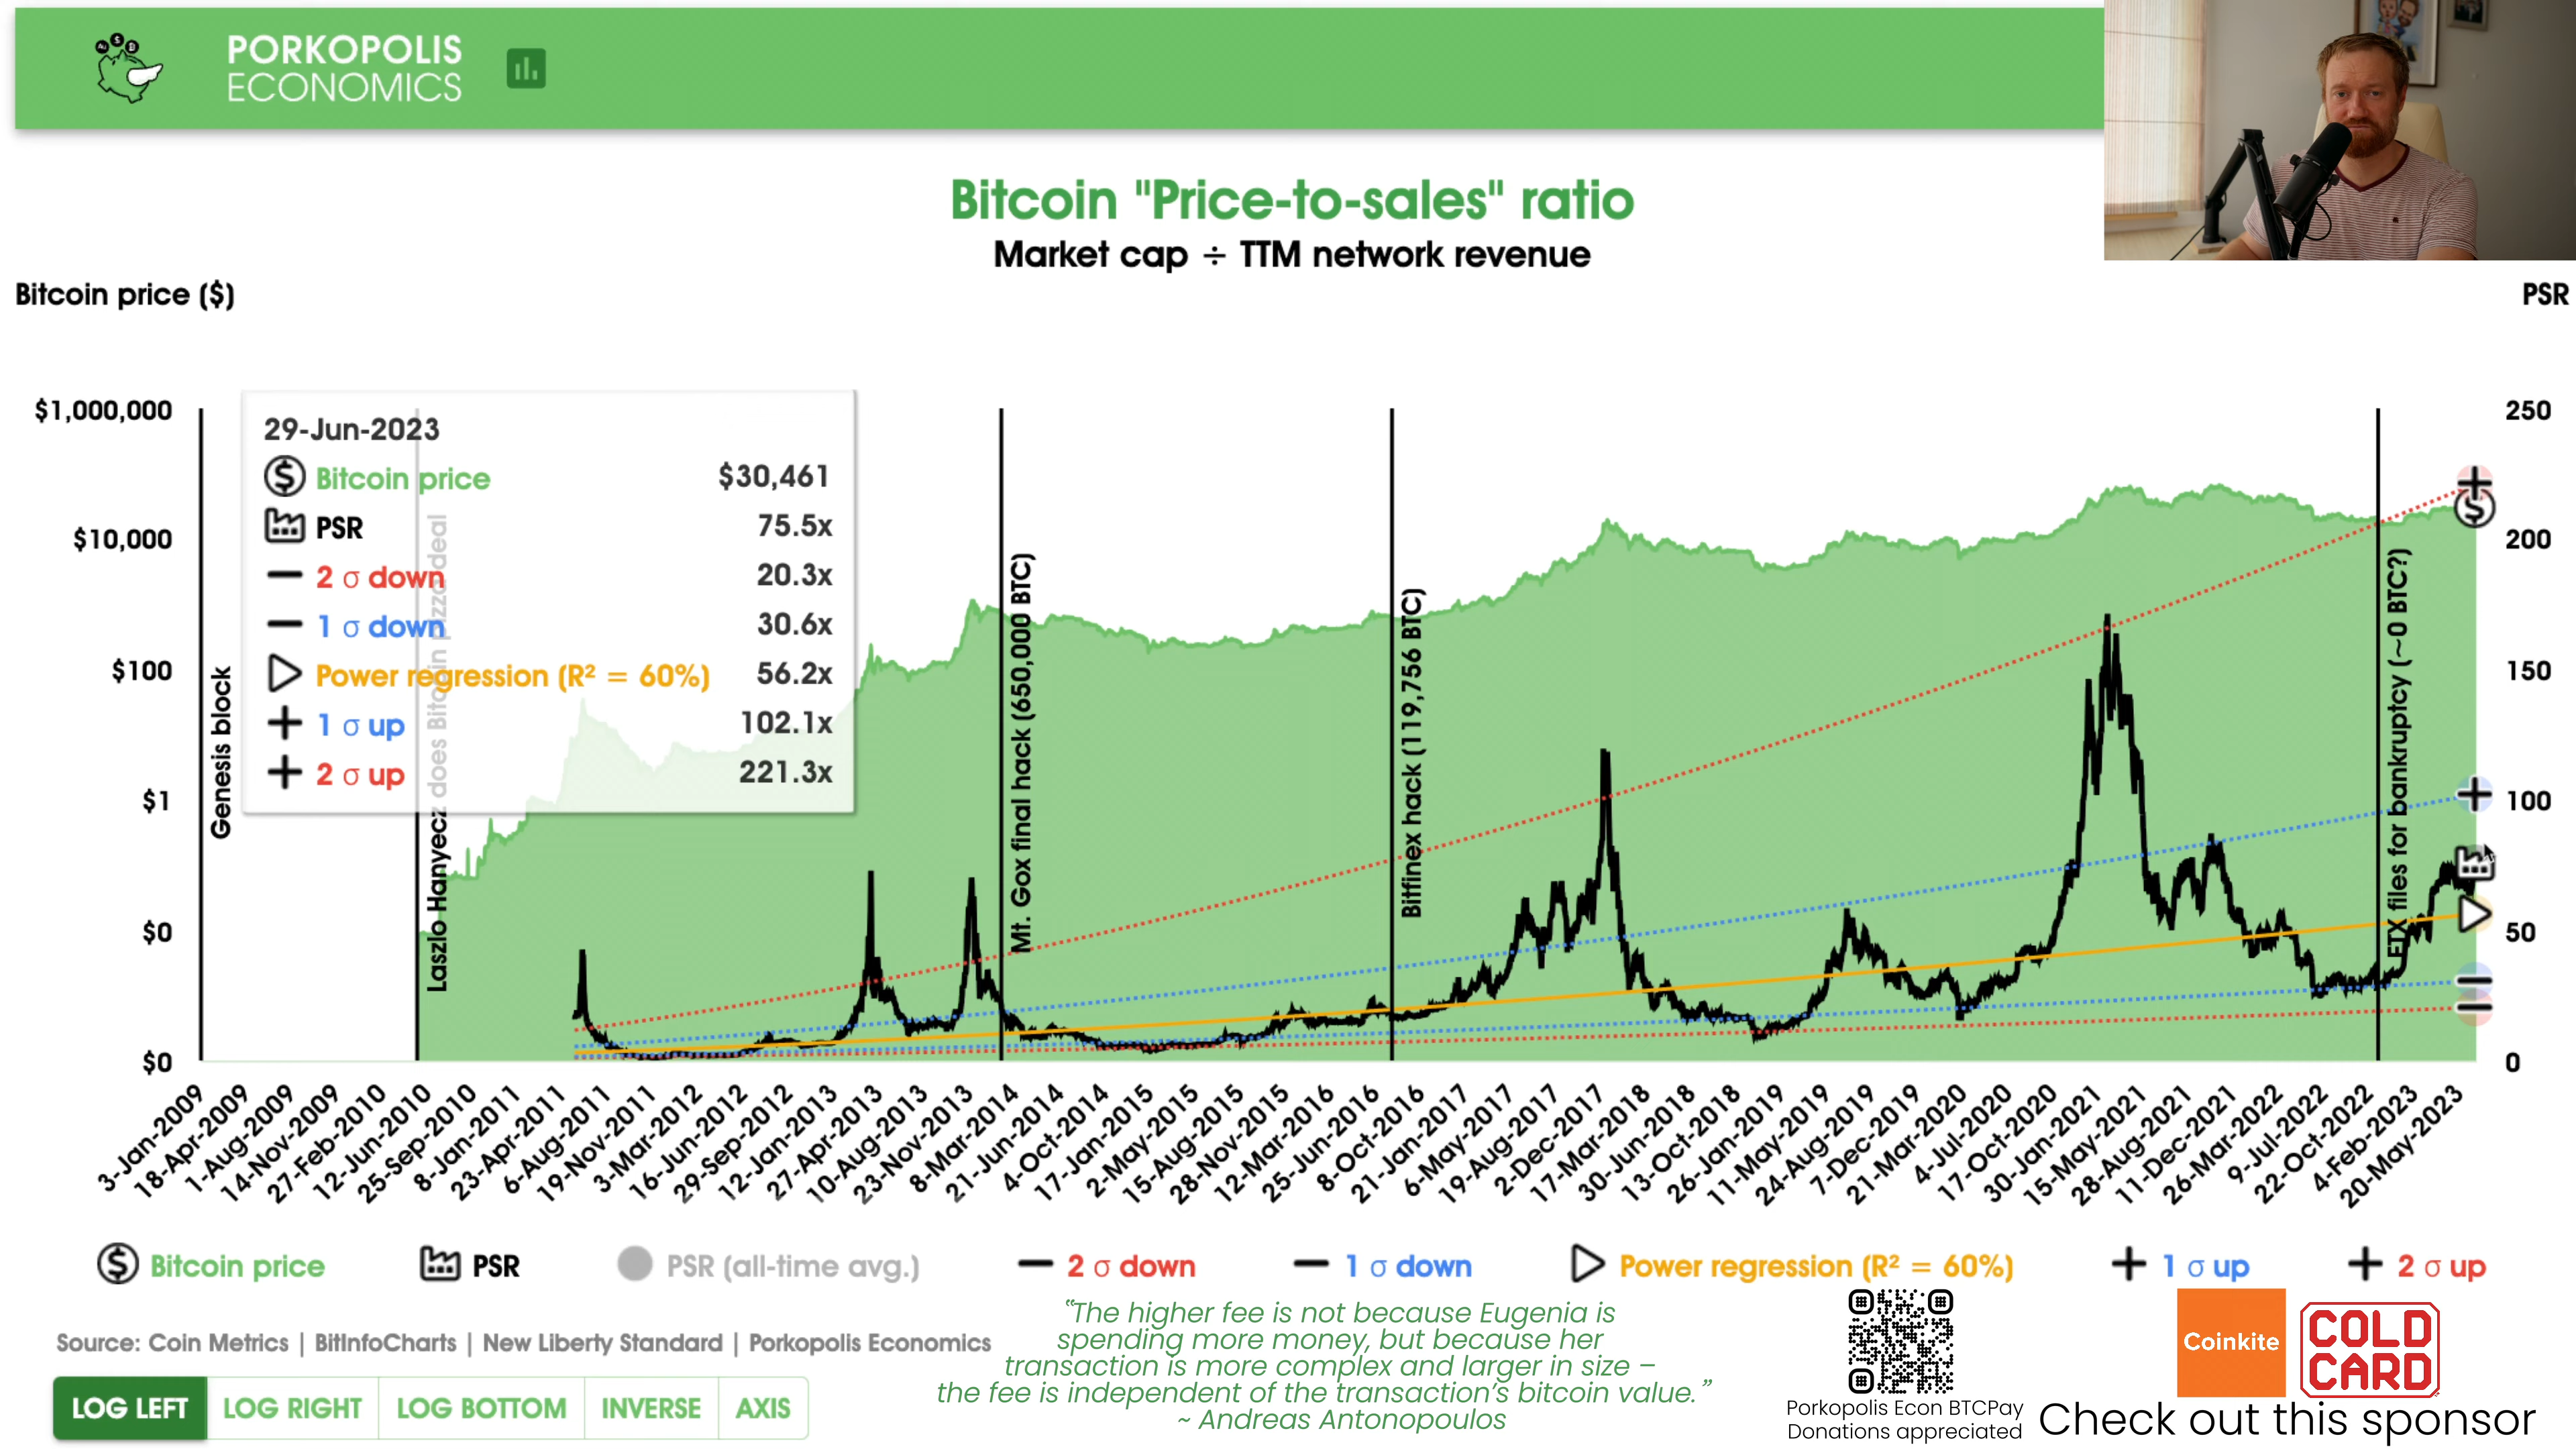 PORKOPOLIS
ECONOMICS
Bitcoin "Price-to-sales" ratio
Market cap ÷ TTM network revenue
Bitcoin price ($)
PSR
$1,000,000
$10,000
$100
$1
$0
$0
250
200
150
100
50
0
29-Jun-2023
Bitcoin price $30,461
PSR 75.5x
2 σ down 20.3x
1 σ down 30.6x
Power regression (R² = 60%) 56.2x
1 σ up 102.1x
2 σ up 221.3x
Genesis block
Laszlo Hanyecz does Bitcoin pizza deal
Mt. Gox final hack (650,000 BTC)
Bitfinex hack (119,756 BTC)
FTX files for bankruptcy (~0 BTC?)
3-Jan-2009
18-Apr-2009
1-Aug-2009
14-Nov-2009
27-Feb-2010
12-Jun-2010
25-Sep-2010
8-Jan-2011
23-Apr-2011
6-Aug-2011
19-Nov-2011
3-Mar-2012
16-Jun-2012
29-Sep-2012
12-Jan-2013
27-Apr-2013
10-Aug-2013
23-Nov-2013
8-Mar-2014
21-Jun-2014
4-Oct-2014
17-Jan-2015
2-May-2015
15-Aug-2015
28-Nov-2015
12-Mar-2016
25-Jun-2016
8-Oct-2016
21-Jan-2017
6-May-2017
19-Aug-2017
2-Dec-2017
17-Mar-2018
30-Jun-2018
13-Oct-2018
26-Jan-2019
11-May-2019
24-Aug-2019
7-Dec-2019
21-Mar-2020
4-Jul-2020
17-Oct-2020
30-Jan-2021
15-May-2021
28-Aug-2021
11-Dec-2021
26-Mar-2022
9-Jul-2022
22-Oct-2022
4-Feb-2023
20-May-2023
Bitcoin price PSR PSR (all-time avg.) 2 σ down 1 σ down Power regression (R² = 60%) 1 σ up 2 σ up
Source: Coin Metrics | BitInfoCharts | New Liberty Standard | Porkopolis Economics
LOG LEFT LOG RIGHT LOG BOTTOM INVERSE AXIS
"The higher fee is not because Eugenia is
spending more money, but because her
transaction is more complex and larger in size –
the fee is independent of the transaction's bitcoin value."
~ Andreas Antonopoulos
Porkopolis Econ BTCPay
Donations appreciated
Coinkite
COLD
CARD
Check out this sponsor